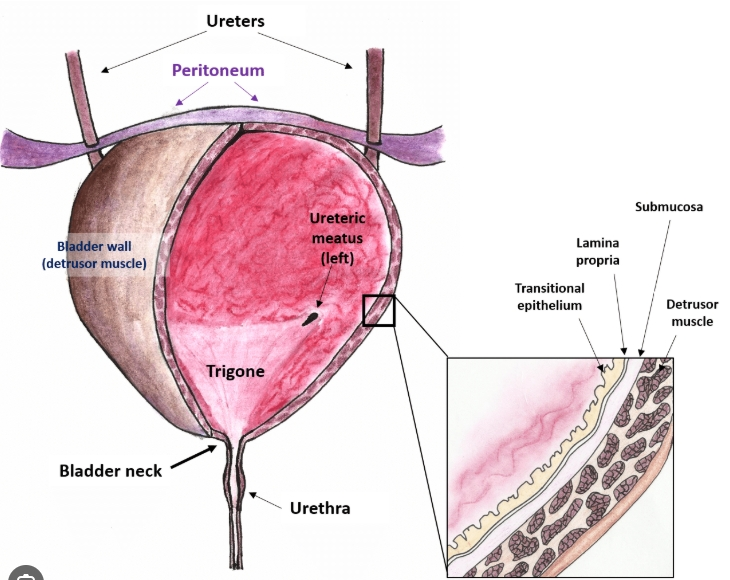 Ureters
Peritoneum
Ureteric
meatus
(left)
Bladder wall
(detrusor muscle)
Trigone
Bladder neck
Urethra
Submucosa
Lamina
propria
Transitional
epithelium
Detrusor
muscle